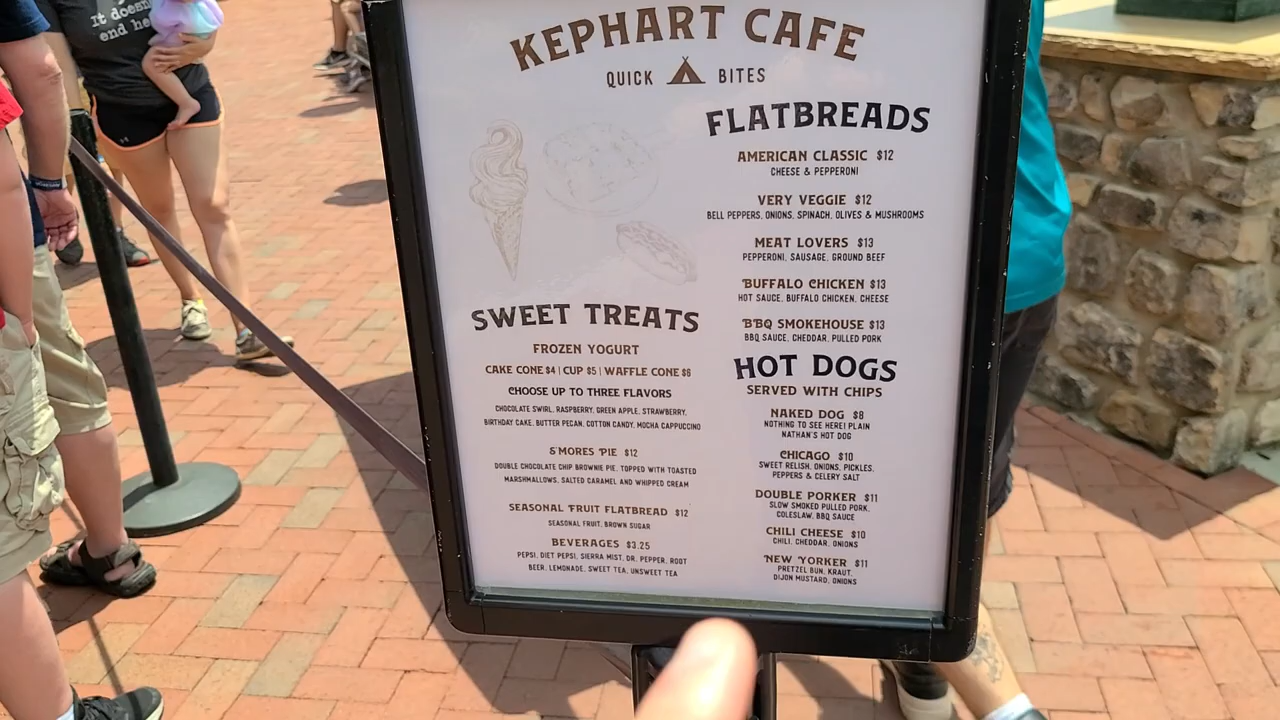 It doesn't
end he
KEPHART CAFE
QUICK BITES
FLATBREADS
AMERICAN CLASSIC $12
CHEESE & PEPPERONI
VERY VEGGIE $12
BELL PEPPERS, ONIONS, SPINACH, OLIVES & MUSHROOMS
MEAT LOVERS $13
PEPPERONI, SAUSAGE, GROUND BEEF
BUFFALO CHICKEN $13
HOT SAUCE, BUFFALO CHICKEN, CHEESE
BBQ SMOKEHOUSE $13
BBQ SAUCE, CHEDDAR, PULLED PORK
HOT DOGS
SERVED WITH CHIPS
NAKED DOG $8
NOTHING TO SEE HERE! PLAIN
NATHAN'S HOT DOG
CHICAGO $10
SWEET RELISH, ONIONS, PICKLES,
PEPPERS & CELERY SALT
DOUBLE PORKER $11
SLOW SMOKED PULLED PORK,
COLESLAW, BBQ SAUCE
CHILI CHEESE $10
CHILI, CHEDDAR, ONIONS
NEW YORKER $11
PRETZEL BUN, KRAUT,
DIJON MUSTARD, ONIONS
SWEET TREATS
FROZEN YOGURT
CAKE CONE $4 | CUP $5 | WAFFLE CONE $6
CHOOSE UP TO THREE FLAVORS
CHOCOLATE SWIRL, RASPBERRY, GREEN APPLE, STRAWBERRY,
BIRTHDAY CAKE, BUTTER PECAN, COTTON CANDY, MOCHA CAPPUCCINO
S'MORES PIE $12
DOUBLE CHOCOLATE CHIP BROWNIE PIE, TOPPED WITH TOASTED
MARSHMALLOWS, SALTED CARAMEL AND WHIPPED CREAM
SEASONAL FRUIT FLATBREAD $12
SEASONAL FRUIT, BROWN SUGAR
BEVERAGES $3.25
PEPSI, DIET PEPSI, SIERRA MIST, DR. PEPPER, ROOT
BEER, LEMONADE, SWEET TEA, UNSWEET TEA